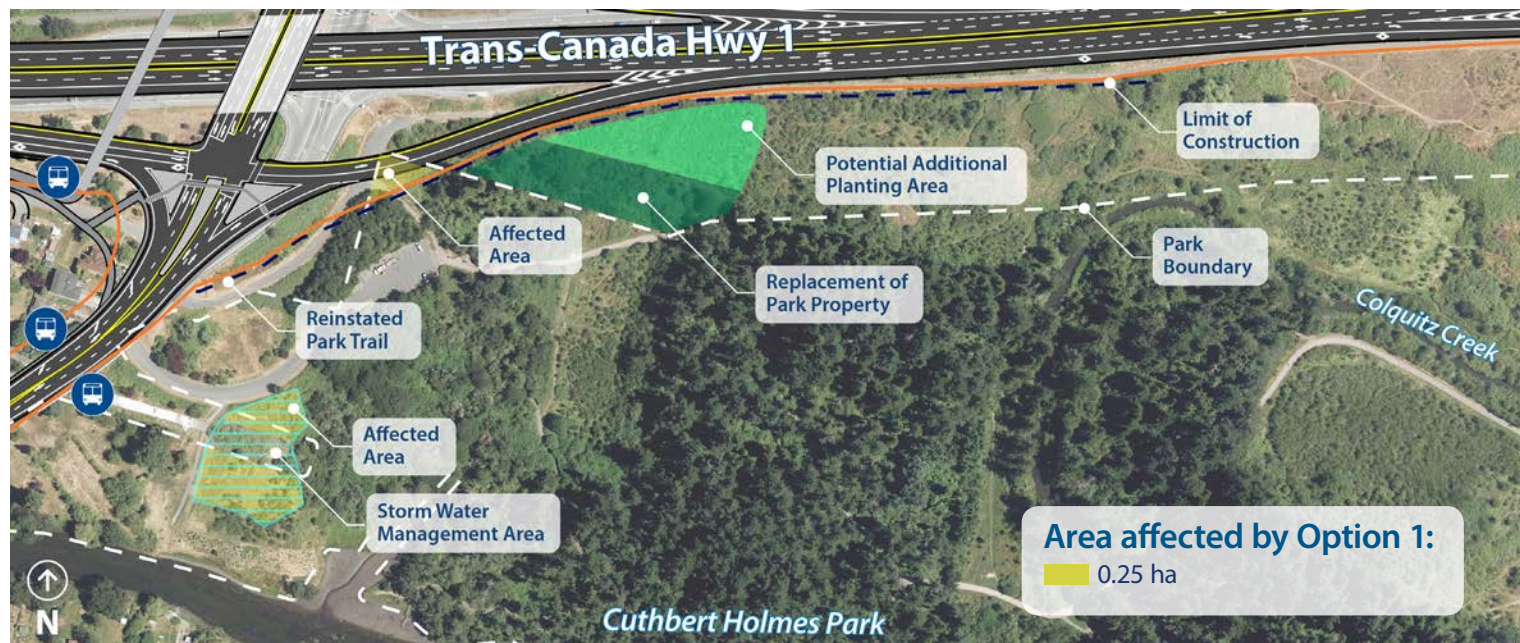 Trans-Canada Hwy 1
Limit of
Construction
Potential Additional
Planting Area
Affected
Area
Park
Boundary
Replacement of
Park Property
Reinstated
Park Trail
Colquitz Creek
Affected
Area
Storm Water
Management Area
Area affected by Option 1:
0.25 ha
N
Cuthbert Holmes Park